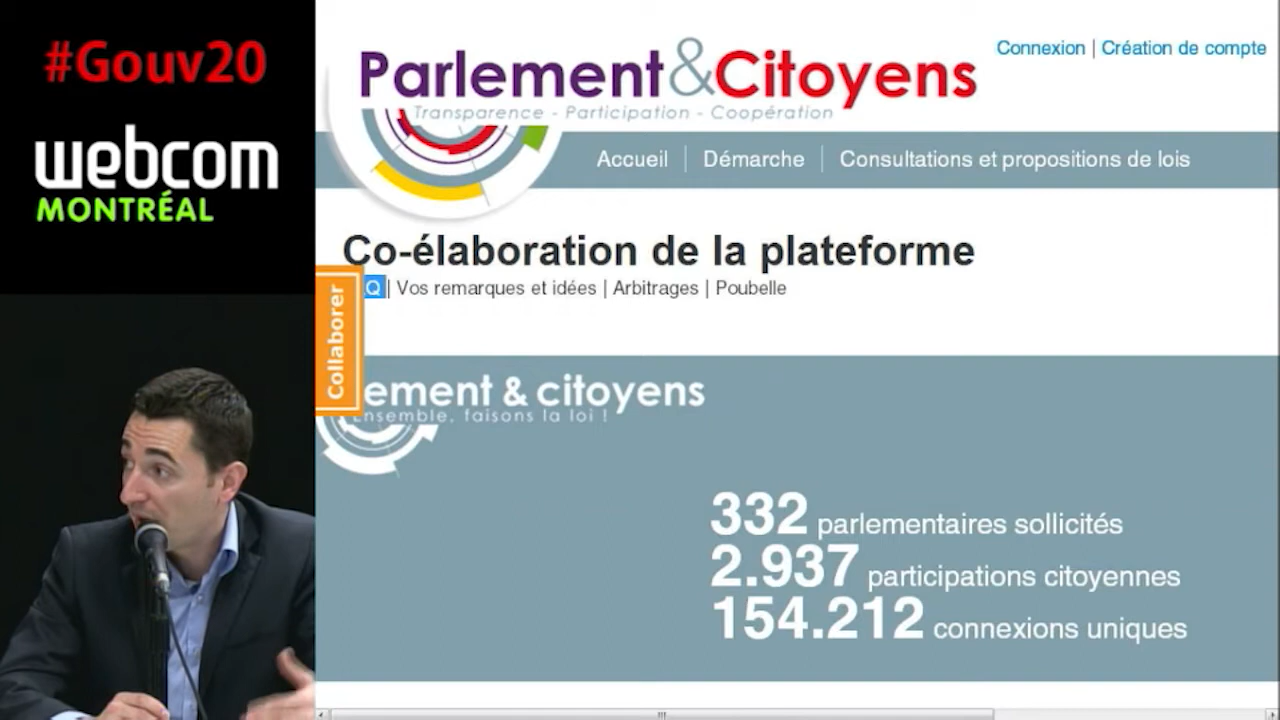 #Gouv20
webcom
MONTRÉAL
Connexion | Création de compte
Parlement&Citoyens
Transparence - Participation - Coopération
Accueil | Démarche | Consultations et propositions de lois
Co-élaboration de la plateforme
Q | Vos remarques et idées | Arbitrages | Poubelle
Collaborer
lement & citoyens
Ensemble, faisons la loi !
332 parlementaires sollicités
2.937 participations citoyennes
154.212 connexions uniques